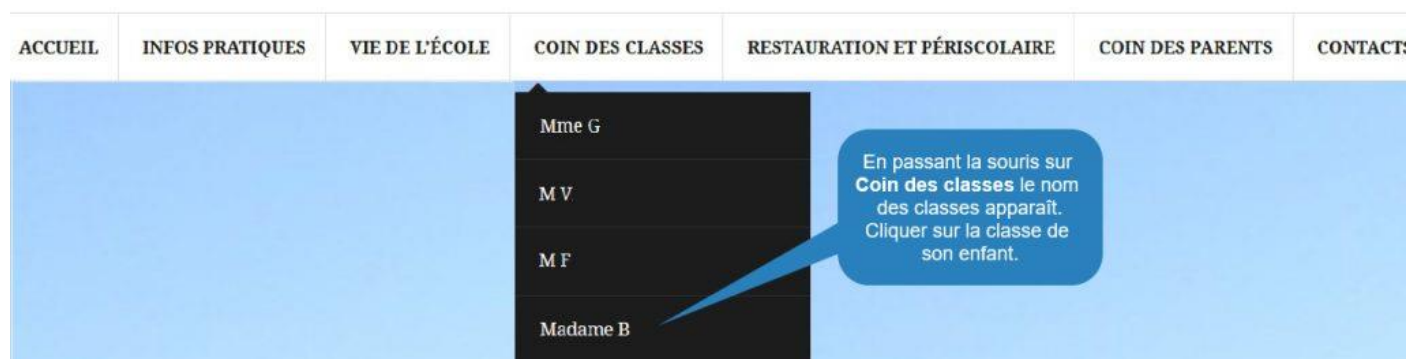 ACCUEIL INFOS PRATIQUES VIE DE L'ÉCOLE COIN DES CLASSES RESTAURATION ET PÉRISCOLAIRE COIN DES PARENTS CONTACTS
Mme G
M V
M F
Madame B
En passant la souris sur
Coin des classes le nom
des classes apparaît.
Cliquer sur la classe de
son enfant.